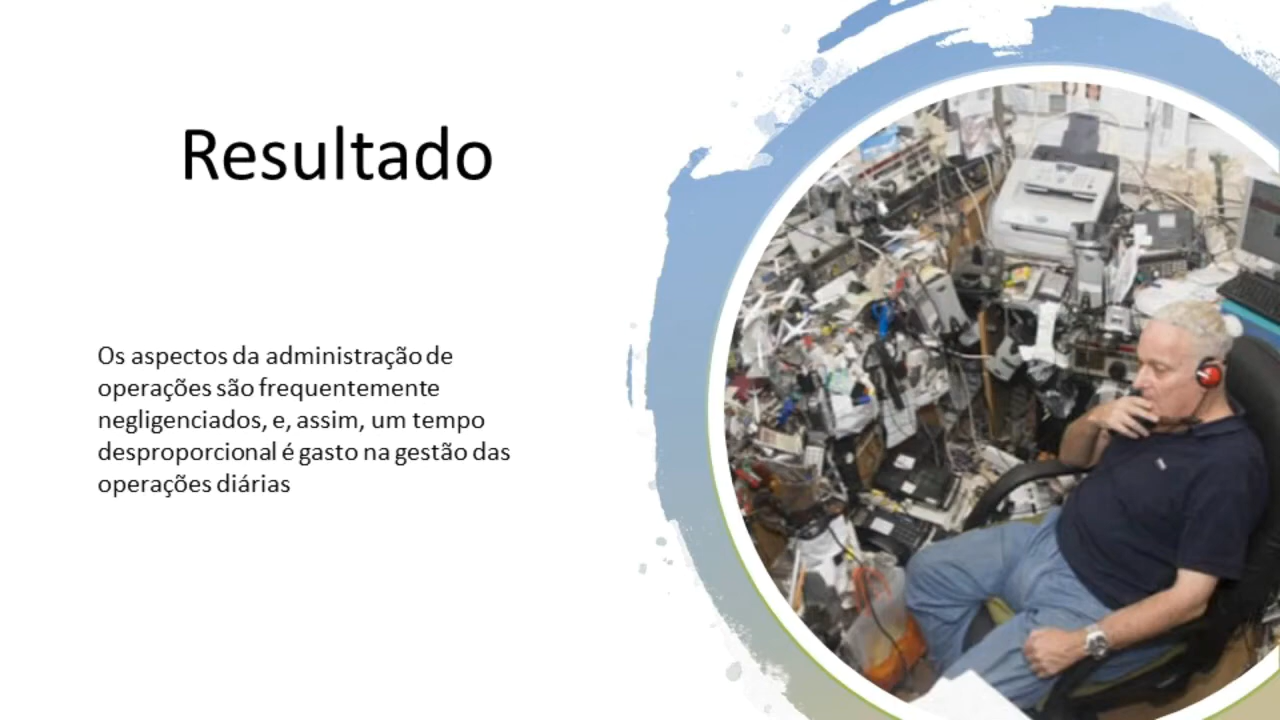 Resultado
Os aspectos da administração de
operações são frequentemente
negligenciados, e, assim, um tempo
desproporcional é gasto na gestão das
operações diárias